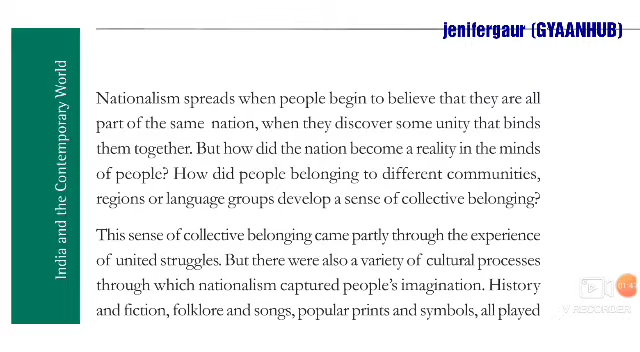 jenifergaur (GYAANHUB)
India and the Contemporary World
Nationalism spreads when people begin to believe that they are all
part of the same nation, when they discover some unity that binds
them together. But how did the nation become a reality in the minds
of people? How did people belonging to different communities,
regions or language groups develop a sense of collective belonging?
This sense of collective belonging came partly through the experience
of united struggles. But there were also a variety of cultural processes
through which nationalism captured people's imagination. History
and fiction, folklore and songs, popular prints and symbols, all played
V RECORDER